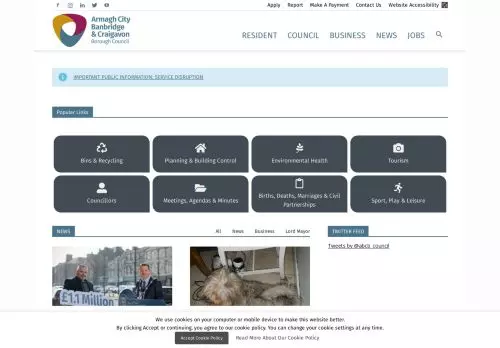 Apply Report Make A Payment Contact Us Website Accessibility
Armagh City
Banbridge
& Craigavon
Borough Council
RESIDENT COUNCIL BUSINESS NEWS JOBS
IMPORTANT PUBLIC INFORMATION: SERVICE DISRUPTION
Popular Links
Bins & Recycling
Planning & Building Control
Environmental Health
Tourism
Councillors
Meetings, Agendas & Minutes
Births, Deaths, Marriages & Civil
Partnerships
Sport, Play & Leisure
NEWS
All News Business Lord Mayor
TWITTER FEED
Tweets by @abcb_council
£1.1 Million
We use cookies on your computer or mobile device to make this website better.
By clicking Accept or continuing, you agree to our cookie policy. You can change your cookie settings at any time.
Accept Cookie Policy
Read More About Our Cookie Policy